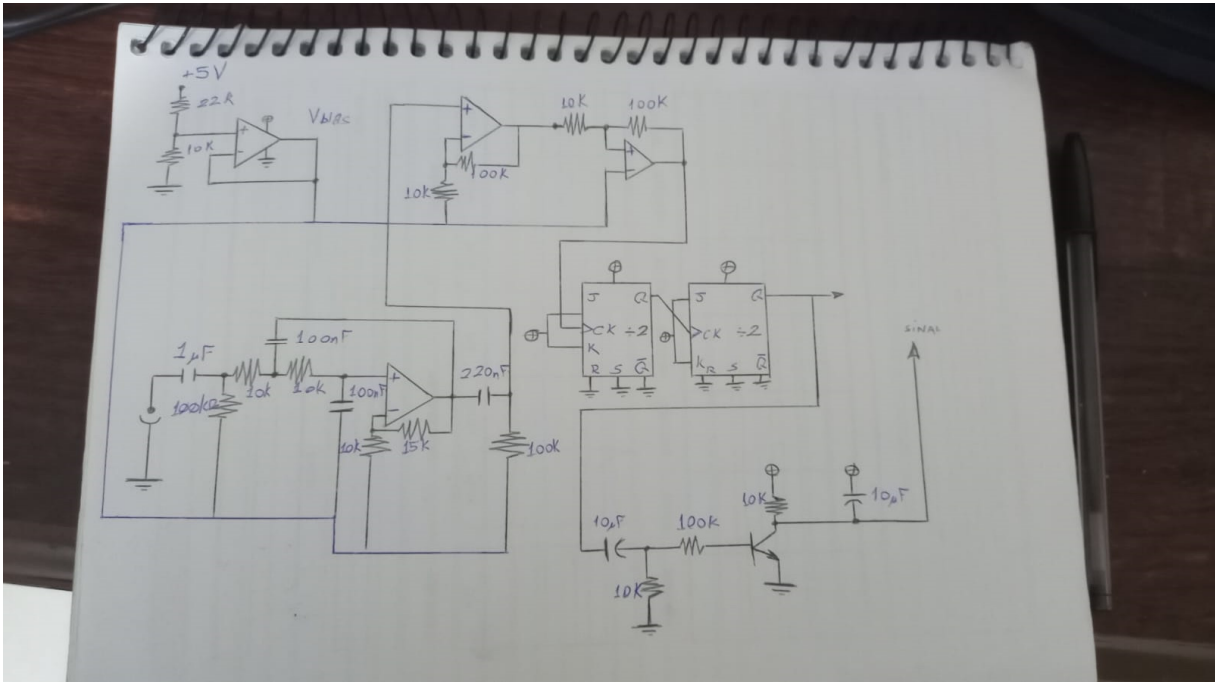 +5V
22K
10K
+
-
Vbias
+
-
100K
10K
10K
100K
+
-
1µF
100KΩ
10K
100nF
10K
100nF
+
-
10K
15K
220nF
100K
J
Q
CK ÷2
K
R S Q̅
J
Q
CK ÷2
K R S Q̅
SINAL
10µF
10K
100K
10K
10µF